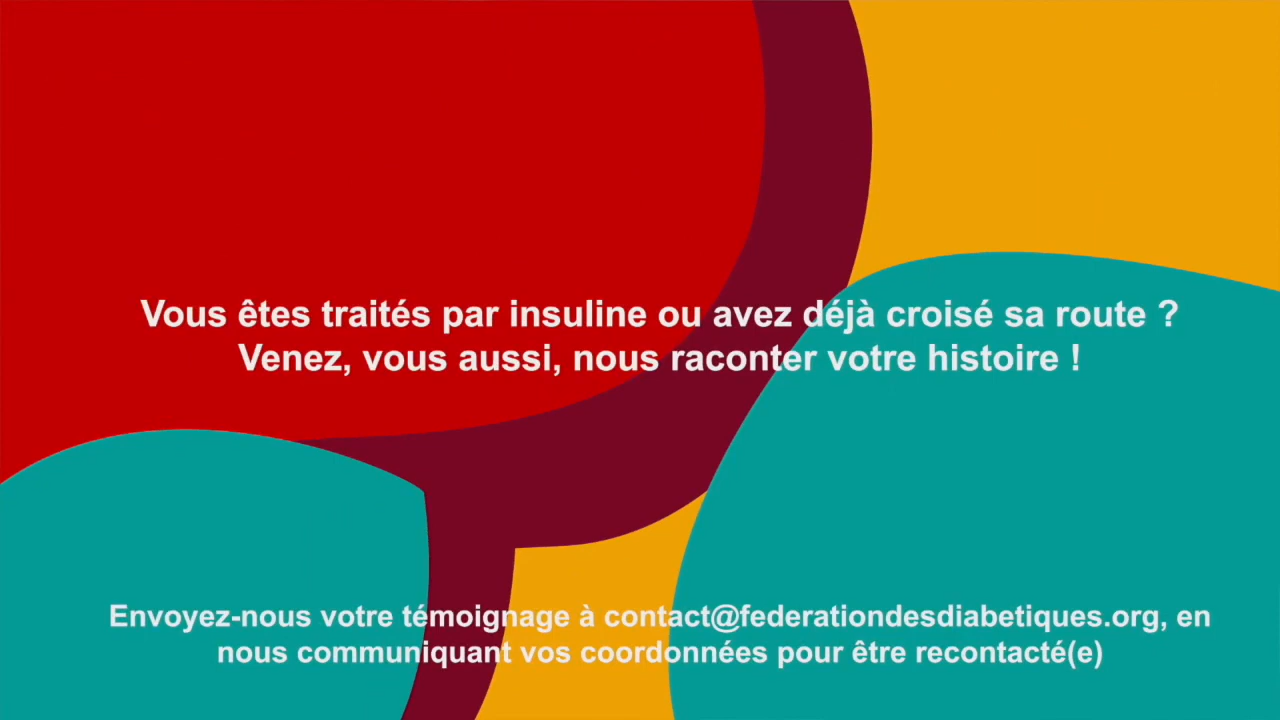 Vous êtes traités par insuline ou avez déjà croisé sa route ?
Venez, vous aussi, nous raconter votre histoire !
Envoyez-nous votre témoignage à contact@federationdesdiabetiques.org, en
nous communiquant vos coordonnées pour être recontacté(e)